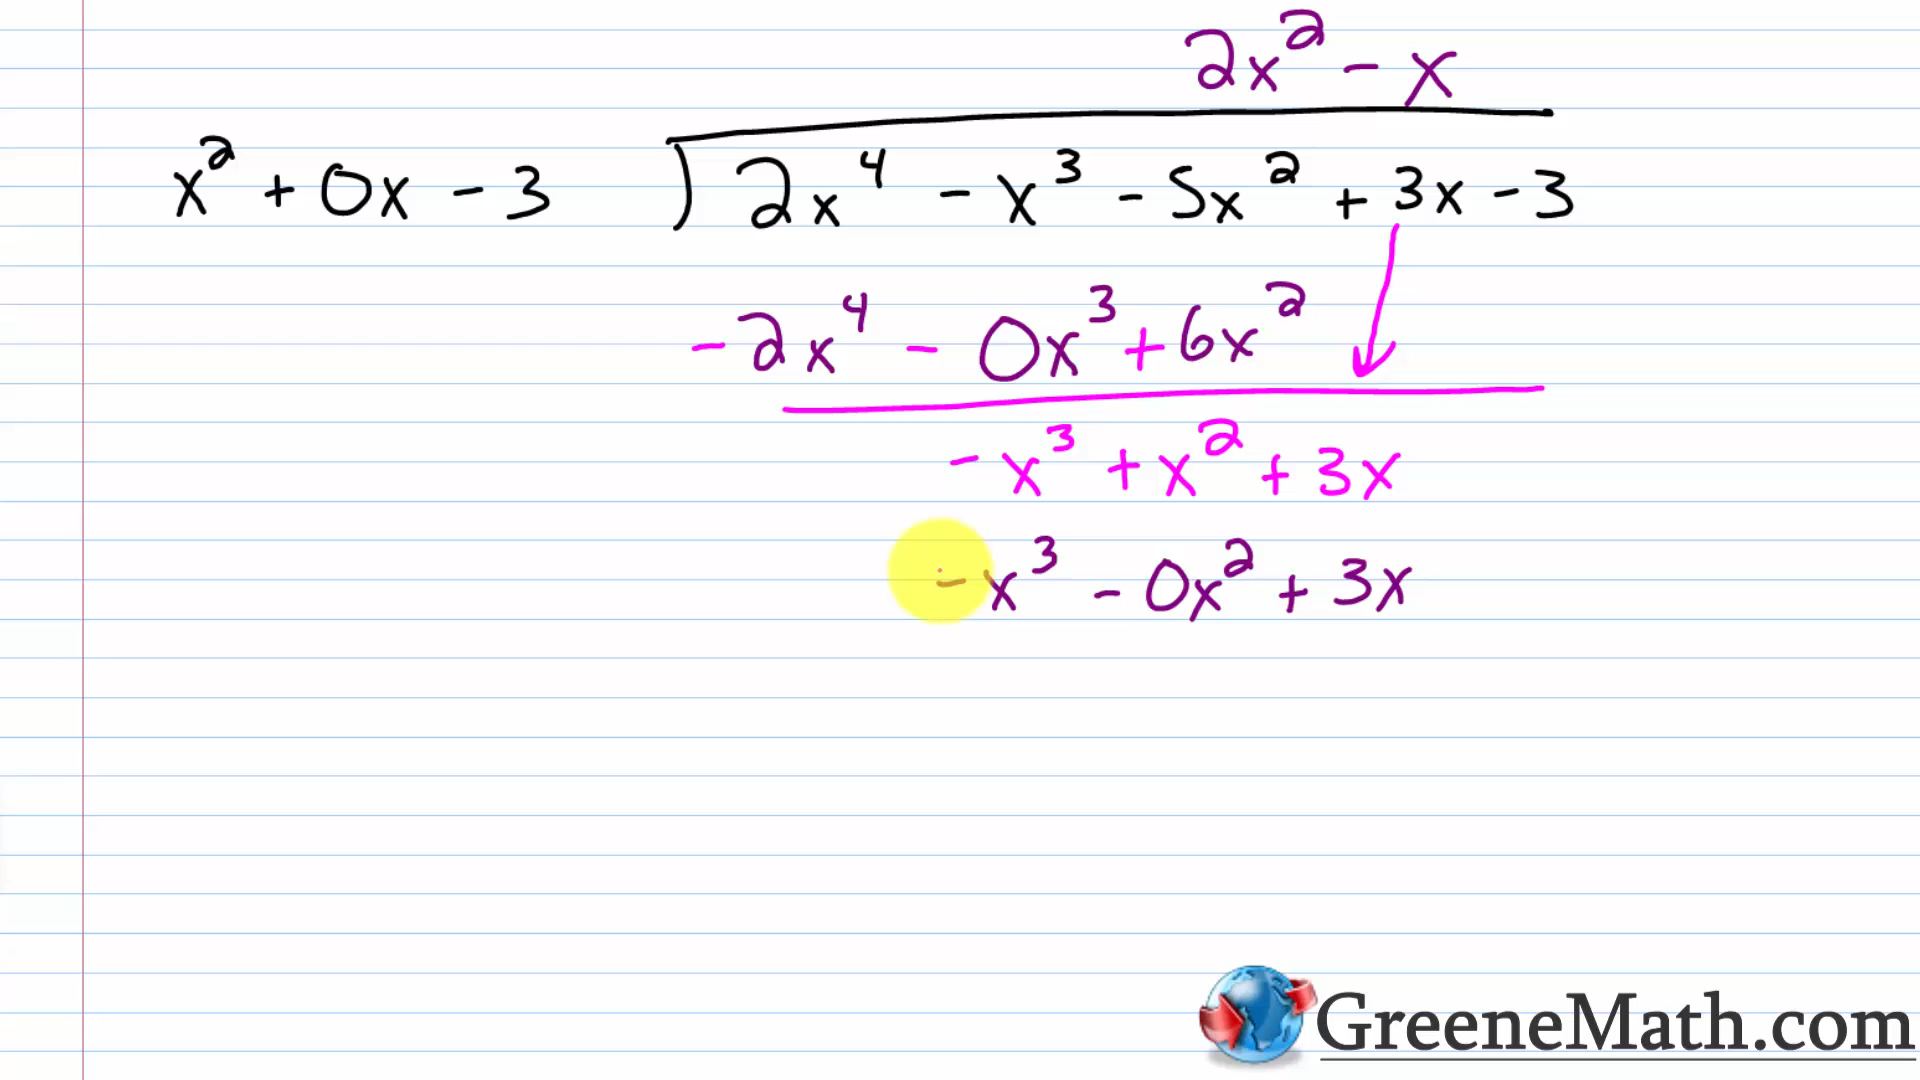 2x² - x
x² + 0x - 3 ) 2x⁴ - x³ - 5x² + 3x - 3
-2x⁴ - 0x³ + 6x²
-x³ + x² + 3x
-x³ - 0x² + 3x
GreeneMath.com